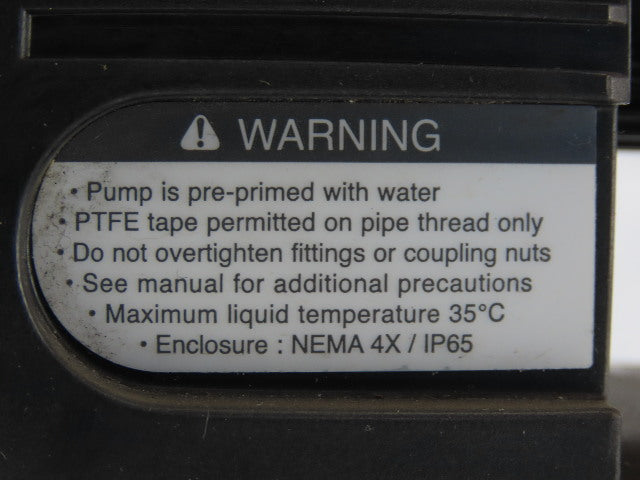 WARNING
• Pump is pre-primed with water
• PTFE tape permitted on pipe thread only
• Do not overtighten fittings or coupling nuts
• See manual for additional precautions
• Maximum liquid temperature 35°C
• Enclosure : NEMA 4X / IP65